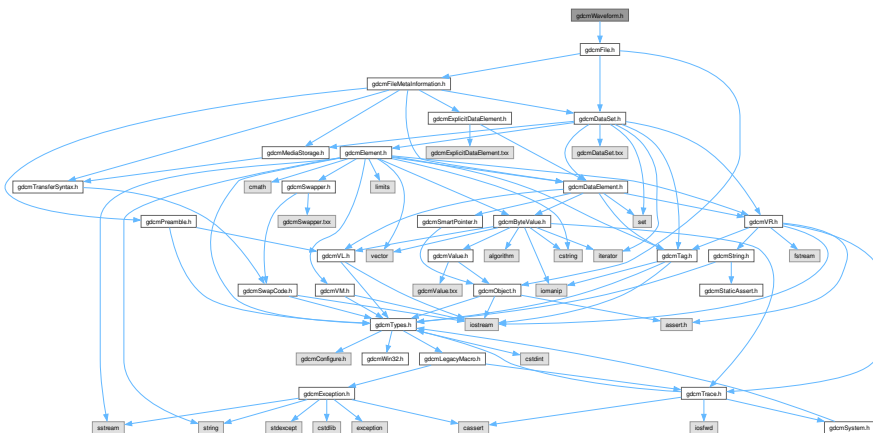 gdcmWaveform.h
gdcmFile.h
gdcmFileMetaInformation.h
gdcmExplicitDataElement.h
gdcmDataSet.h
gdcmMediaStorage.h
gdcmElement.h
gdcmExplicitDataElement.txx
gdcmDataSet.txx
gdcmTransferSyntax.h
cmath
gdcmSwapper.h
limits
gdcmDataElement.h
gdcmPreamble.h
gdcmSwapper.txx
gdcmSmartPointer.h
gdcmByteValue.h
set
gdcmVR.h
gdcmVL.h
vector
gdcmValue.h
algorithm
cstring
iterator
gdcmTag.h
gdcmString.h
fstream
gdcmSwapCode.h
gdcmVM.h
gdcmValue.txx
gdcmObject.h
iomanip
gdcmStaticAssert.h
gdcmTypes.h
iostream
assert.h
gdcmConfigure.h
gdcmWin32.h
gdcmLegacyMacro.h
cstdint
gdcmException.h
gdcmTrace.h
sstream
string
stdexcept
cstdlib
exception
cassert
iosfwd
gdcmSystem.h